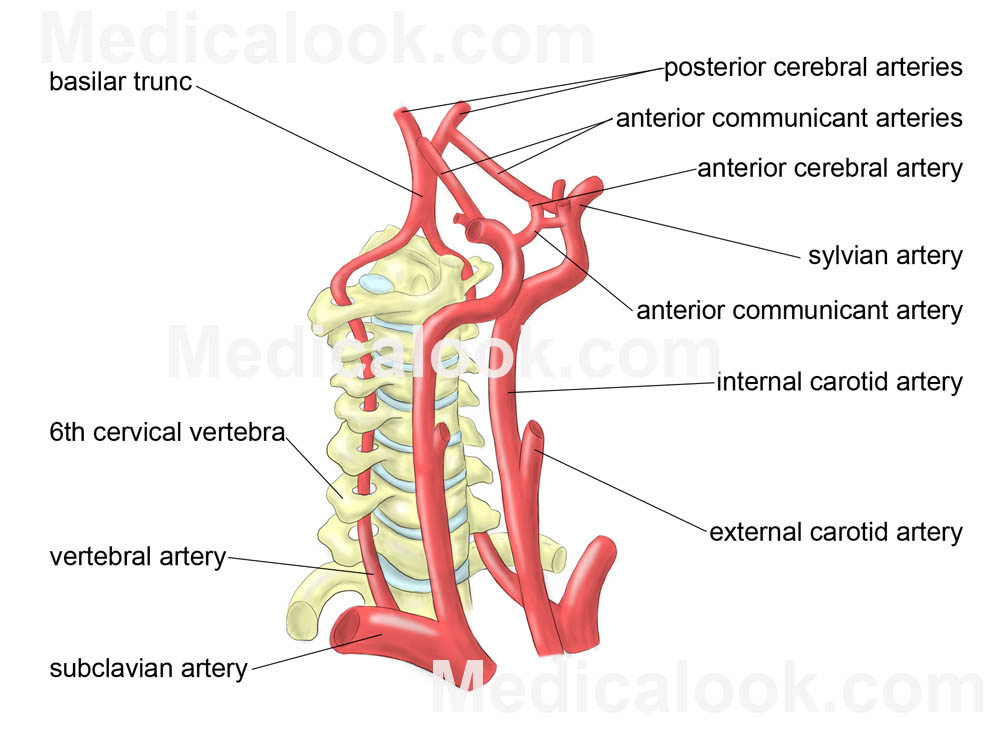 Medicalook.com
posterior cerebral arteries
basilar trunc
anterior communicant arteries
anterior cerebral artery
sylvian artery
anterior communicant artery
Medicalook.com
internal carotid artery
6th cervical vertebra
external carotid artery
vertebral artery
subclavian artery
Medicalook.com